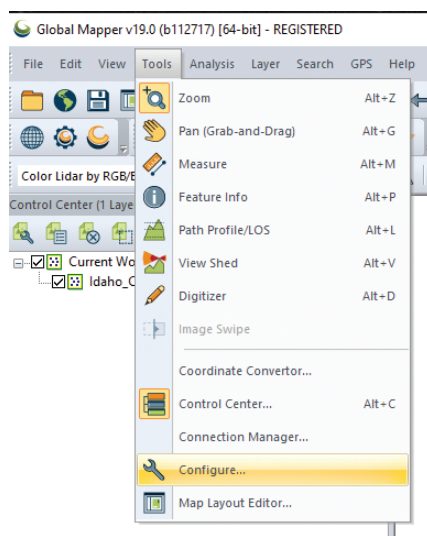 Global Mapper v19.0 (b112717) [64-bit] - REGISTERED
File Edit View Tools Analysis Layer Search GPS Help
Zoom Alt+Z
Pan (Grab-and-Drag) Alt+G
Measure Alt+M
Color Lidar by RGB/E
Feature Info Alt+P
Control Center (1 Laye
Path Profile/LOS Alt+L
View Shed Alt+V
Current Wo
Digitizer Alt+D
Idaho_C
Image Swipe
Coordinate Convertor...
Control Center... Alt+C
Connection Manager...
Configure...
Map Layout Editor...